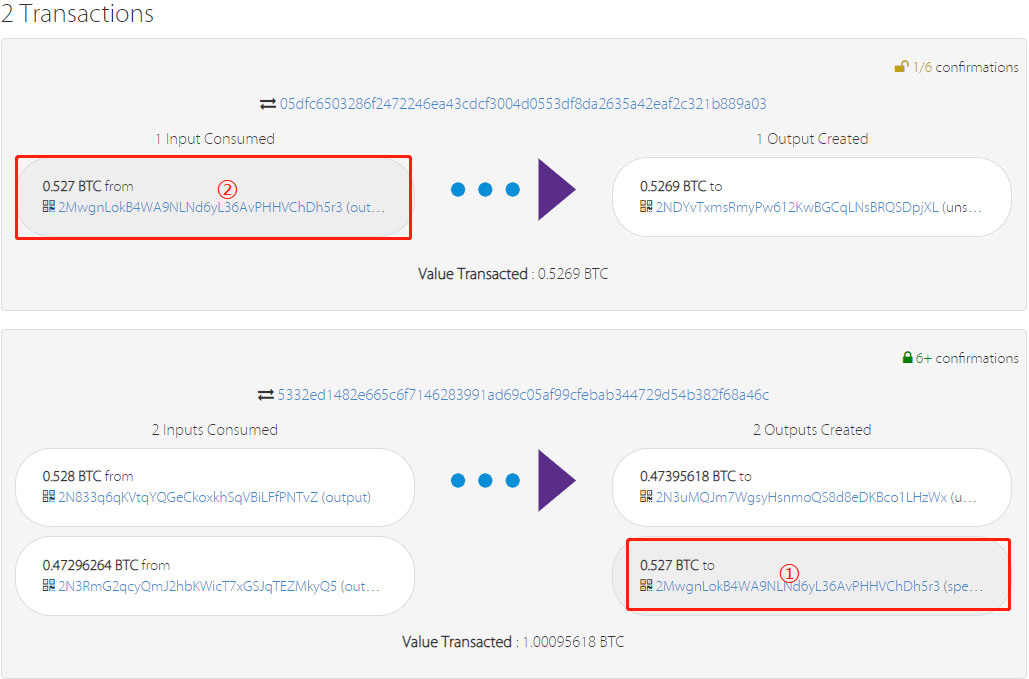 2 Transactions
1/6 confirmations
05dfc6503286f2472246ea43cdcf3004d0553df8da2635a42eaf2c321b889a03
1 Input Consumed
1 Output Created
0.527 BTC from
②
2MwgnLokB4WA9NLNd6yL36AvPHHVChDh5r3 (out…
0.5269 BTC to
2NDYvTxmsRmyPw612KwBGCqLNsBRQSDpjXL (uns…
Value Transacted : 0.5269 BTC
6+ confirmations
5332ed1482e665c6f7146283991ad69c05af99cfebab344729d54b382f68a46c
2 Inputs Consumed
2 Outputs Created
0.528 BTC from
2N833q6qKVtqYQGeCkoxkhSqVBiLFfPNTvZ (output)
0.47395618 BTC to
2N3uMQJm7WgsyHsnmoQS8d8eDKBco1LHzWx (u…
0.47296264 BTC from
2N3RmG2qcyQmJ2hbKWicT7xGSJqTEZMkyQ5 (out…
0.527 BTC to
①
2MwgnLokB4WA9NLNd6yL36AvPHHVChDh5r3 (spe…
Value Transacted : 1.00095618 BTC